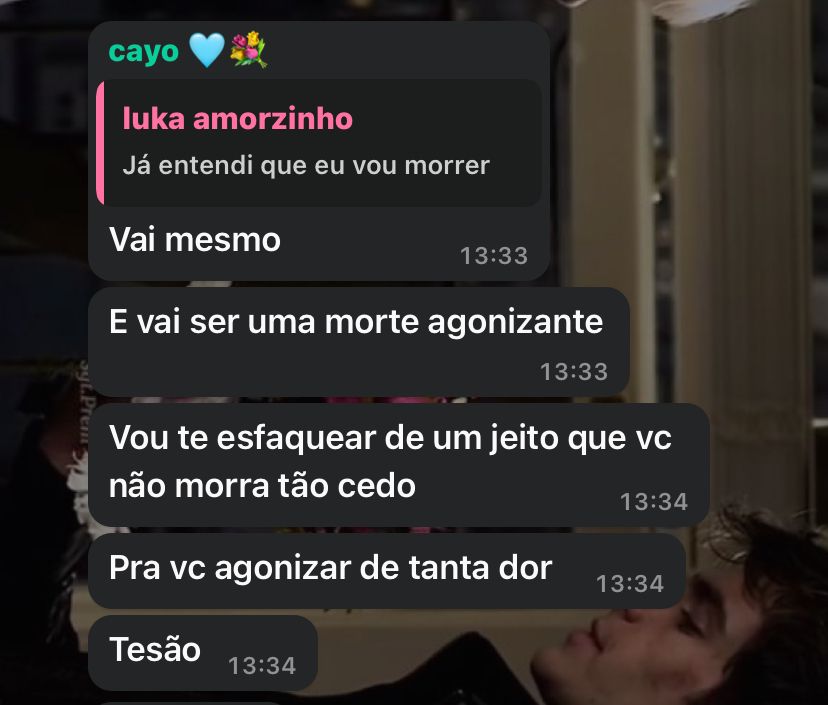 cayo 🩵💐
luka amorzinho
Já entendi que eu vou morrer
Vai mesmo
13:33
E vai ser uma morte agonizante
13:33
Vou te esfaquear de um jeito que vc
não morra tão cedo
13:34
Pra vc agonizar de tanta dor
13:34
Tesão
13:34